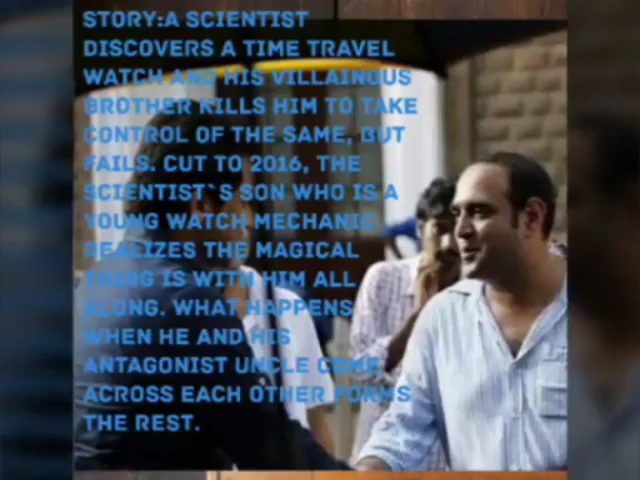 STORY:A SCIENTIST
DISCOVERS A TIME TRAVEL
WATCH AND HIS VILLAINOUS
BROTHER KILLS HIM TO TAKE
CONTROL OF THE SAME, BUT
FAILS. CUT TO 2016, THE
SCIENTIST`S SON WHO IS A
YOUNG WATCH MECHANIC
REALIZES THE MAGICAL
THING IS WITH HIM ALL
ALONG. WHAT HAPPENS
WHEN HE AND HIS
ANTAGONIST UNCLE COME
ACROSS EACH OTHER FORMS
THE REST.